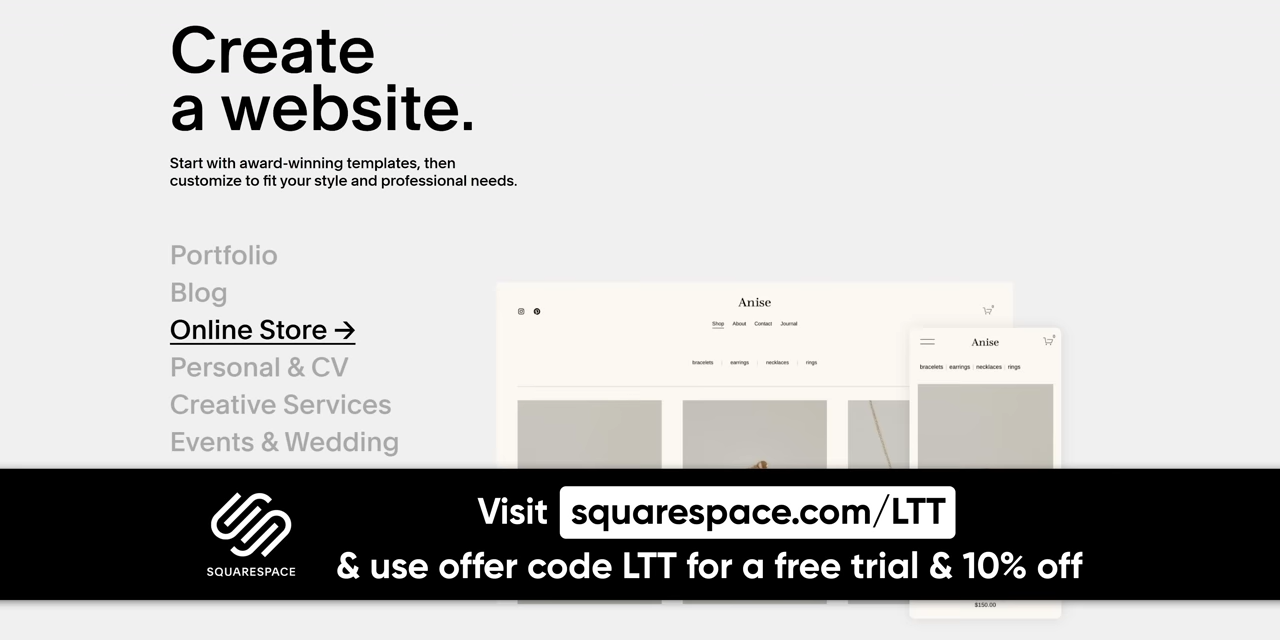 Create
a website.
Start with award-winning templates, then
customize to fit your style and professional needs.
Portfolio
Blog
Online Store →
Personal & CV
Creative Services
Events & Wedding
Anise
0
Shop About Contact Journal
bracelets | earrings | necklaces | rings
Anise
0
bracelets | earrings | necklaces | rings
SQUARESPACE
Visit squarespace.com/LTT
& use offer code LTT for a free trial & 10% off
$150.00